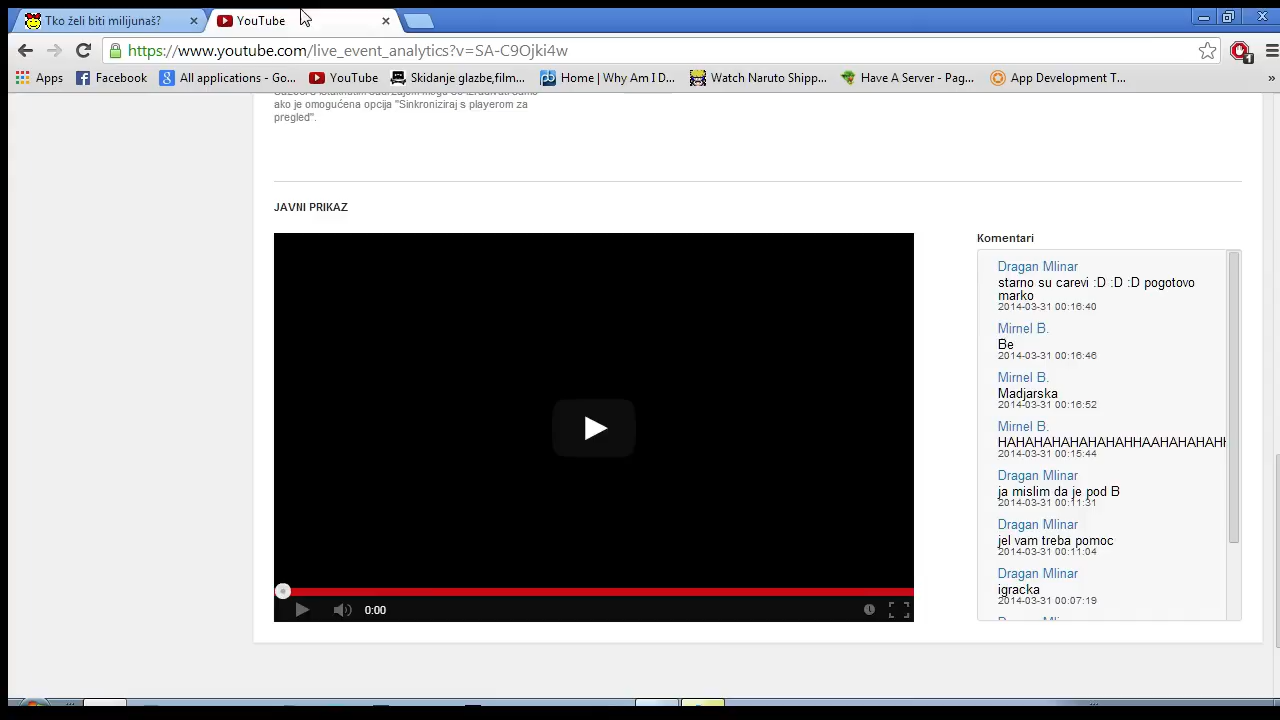 Tko želi biti milijunaš?
YouTube
https://www.youtube.com/live_event_analytics?v=SA-C9Ojki4w
1
Apps
Facebook
All applications - Go...
YouTube
Skidanje glazbe,film...
Home | Why Am I D...
Watch Naruto Shipp...
Have A Server - Pag...
App Development T...
»
ako je omogućena opcija "Sinkroniziraj s playerom za
pregled".
JAVNI PRIKAZ
0:00
Komentari
Dragan Mlinar
starno su carevi :D :D :D pogotovo
marko
2014-03-31 00:16:40
Mirnel B.
Be
2014-03-31 00:16:46
Mirnel B.
Madjarska
2014-03-31 00:16:52
Mirnel B.
HAHAHAHAHAHAHAHHAAHAHAHAHH
2014-03-31 00:15:44
Dragan Mlinar
ja mislim da je pod B
2014-03-31 00:11:31
Dragan Mlinar
jel vam treba pomoc
2014-03-31 00:11:04
Dragan Mlinar
igracka
2014-03-31 00:07:19